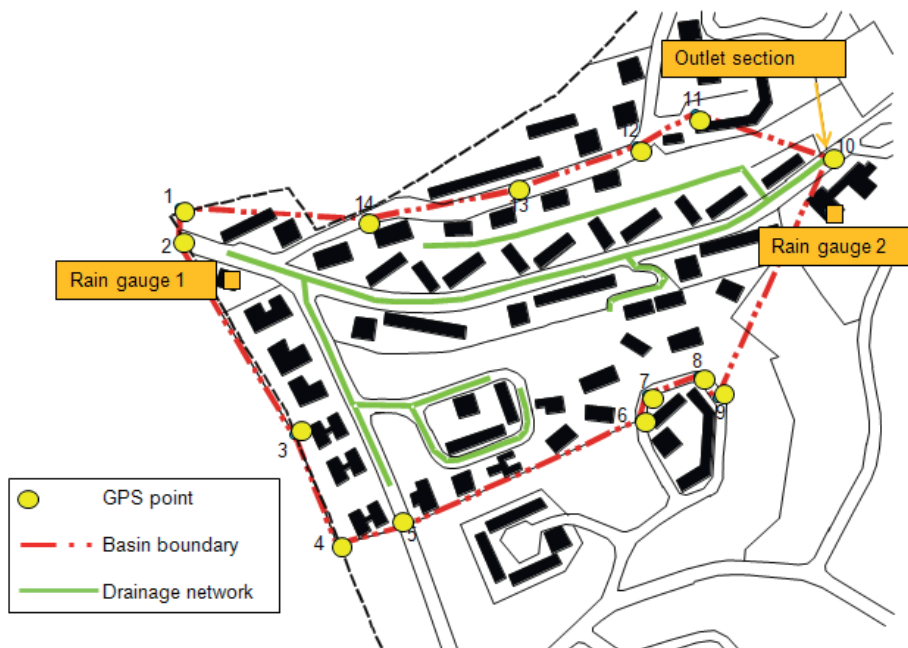 Outlet section
11
12
10
1
14
13
2
Rain gauge 1
Rain gauge 2
8
7
9
6
3
5
4
GPS point
Basin boundary
Drainage network